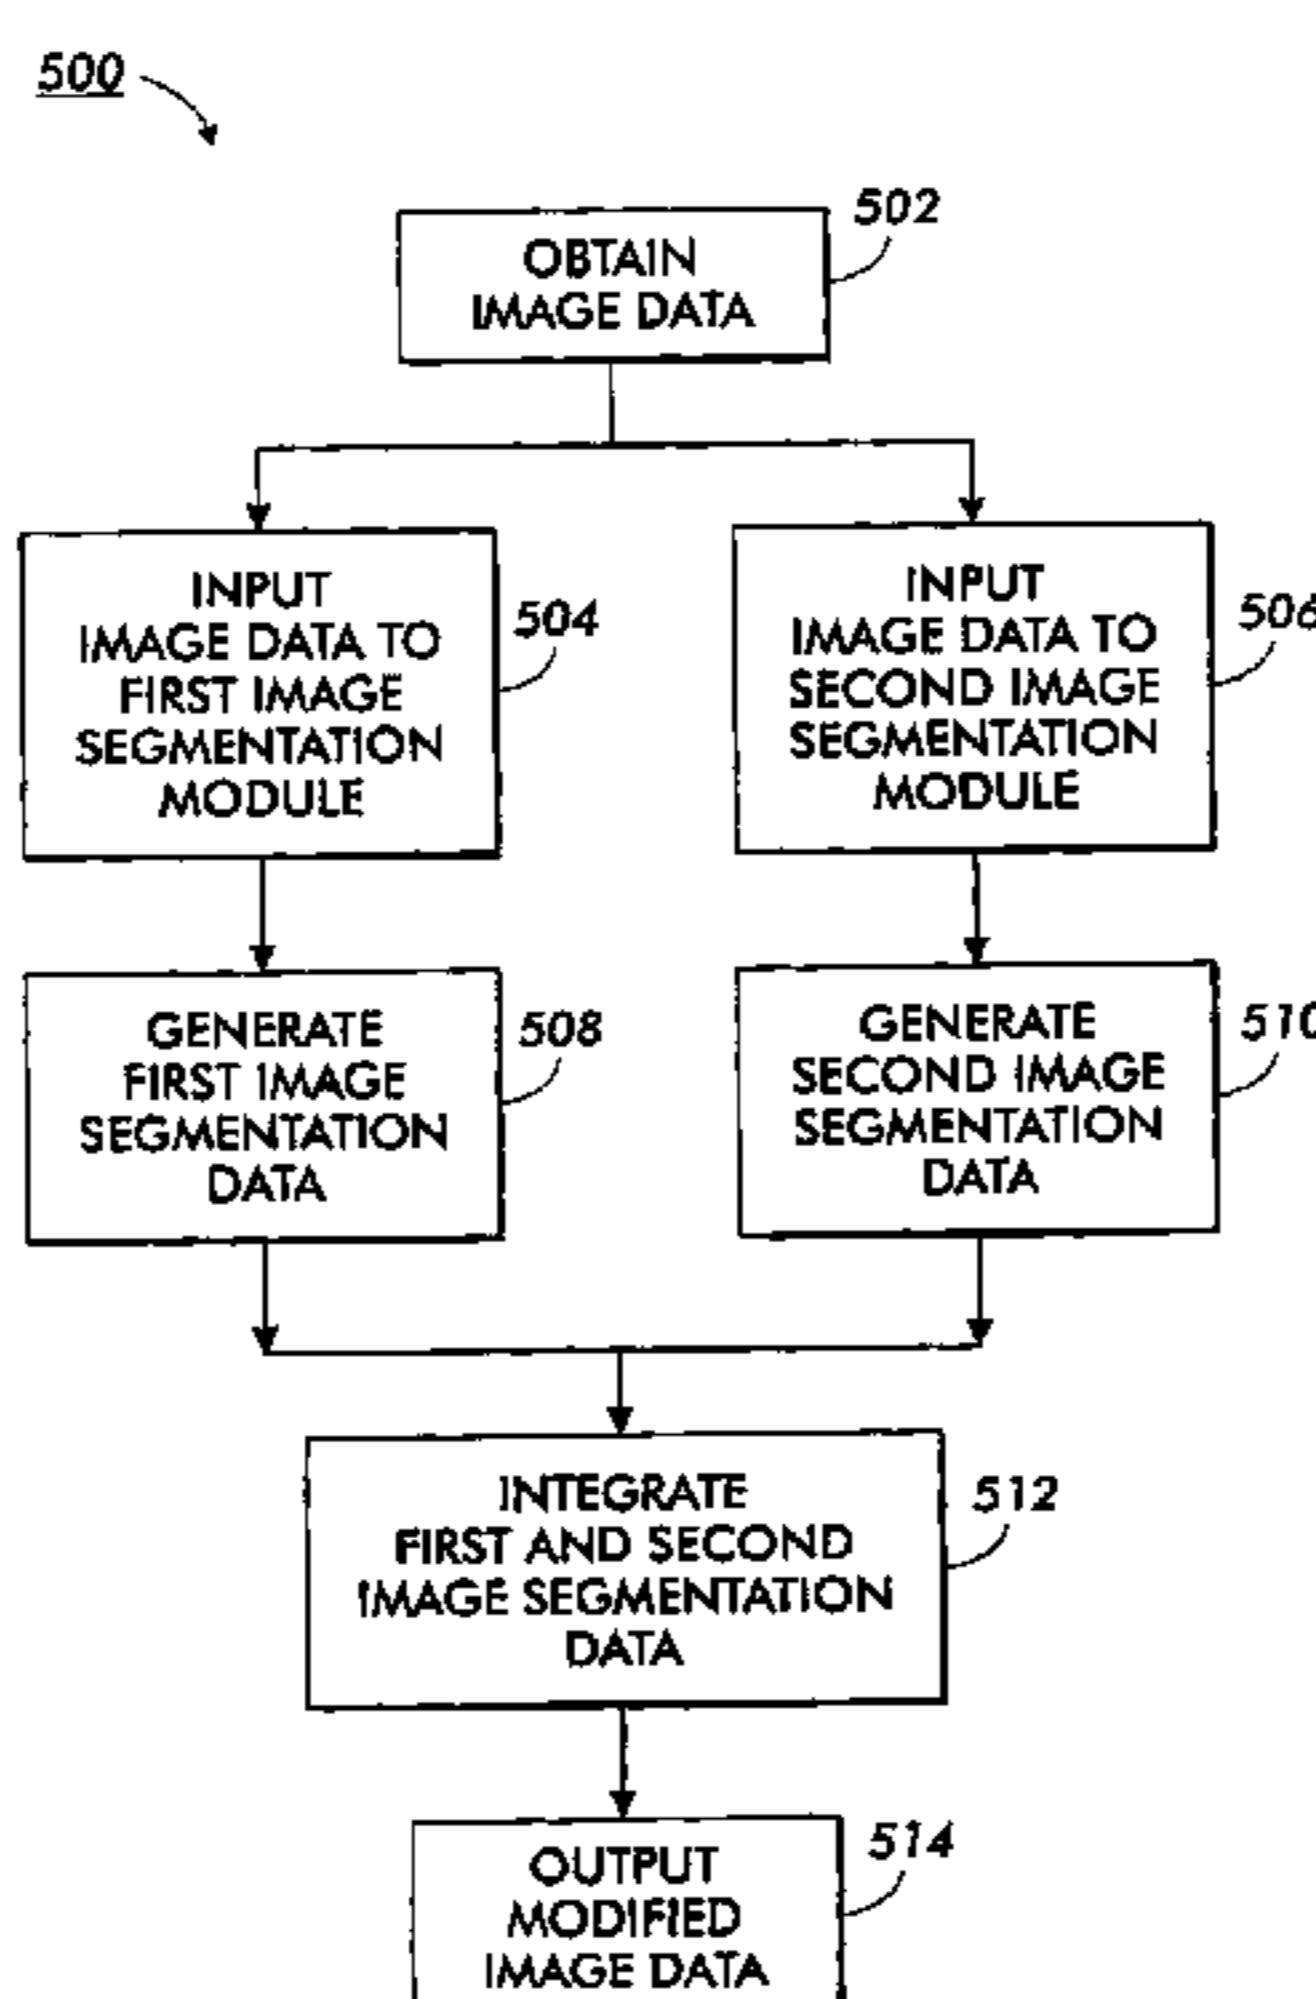 500
502
OBTAIN
IMAGE DATA
INPUT
IMAGE DATA TO
FIRST IMAGE
SEGMENTATION
MODULE
504
INPUT
IMAGE DATA TO
SECOND IMAGE
SEGMENTATION
MODULE
506
GENERATE
FIRST IMAGE
SEGMENTATION
DATA
508
GENERATE
SECOND IMAGE
SEGMENTATION
DATA
510
INTEGRATE
FIRST AND SECOND
IMAGE SEGMENTATION
DATA
512
OUTPUT
MODIFIED
IMAGE DATA
514